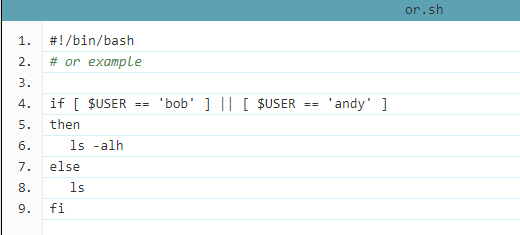 or.sh
1. #!/bin/bash
2. # or example
3.
4. if [ $USER == 'bob' ] || [ $USER == 'andy' ]
5. then
6. ls -alh
7. else
8. ls
9. fi